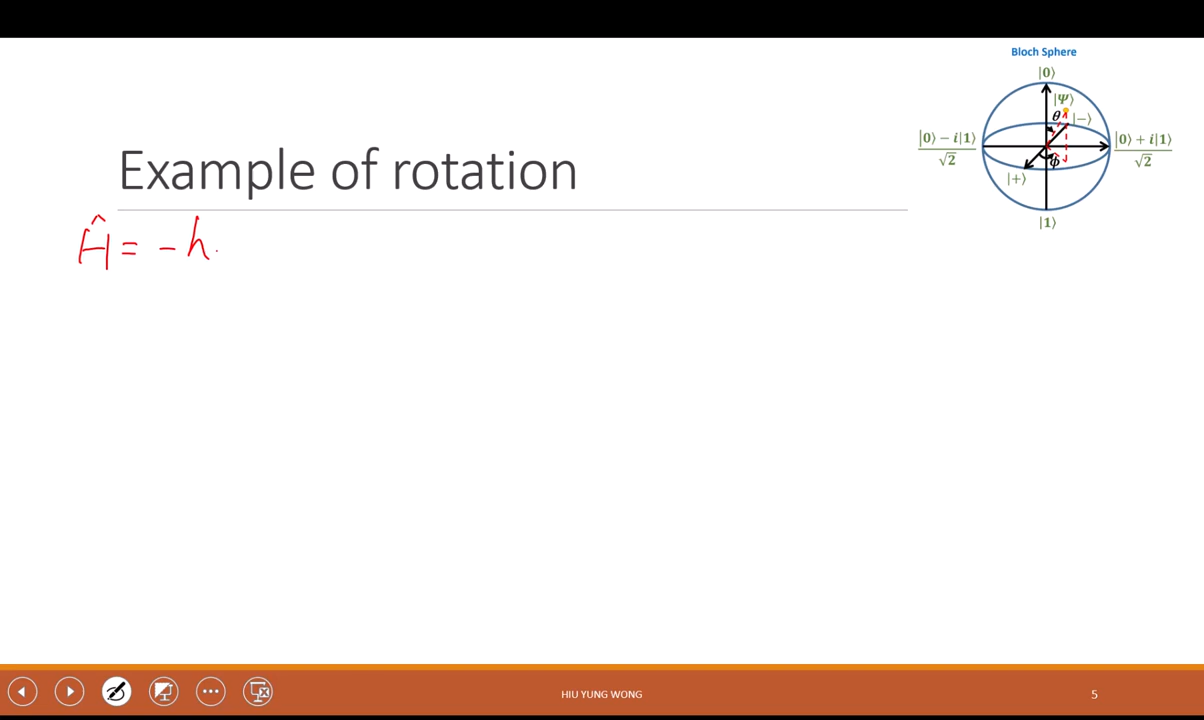 Bloch Sphere
|0⟩
|Ψ⟩
θ
|−⟩
|0⟩ − i|1⟩
√2
|0⟩ + i|1⟩
√2
ϕ
|+⟩
|1⟩
Example of rotation
Ĥ = − h
HIU YUNG WONG
5